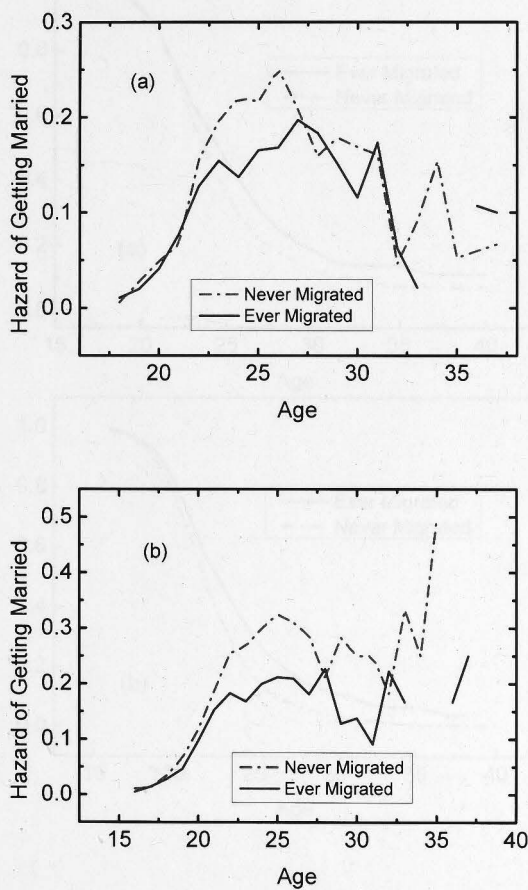 0.3
(a)
0.2
0.1
0.0
Hazard of Getting Married
Never Migrated
Ever Migrated
20 25 30 35
Age
0.5
(b)
0.4
0.3
0.2
0.1
0.0
Hazard of Getting Married
Never Migrated
Ever Migrated
15 20 25 30 35 40
Age